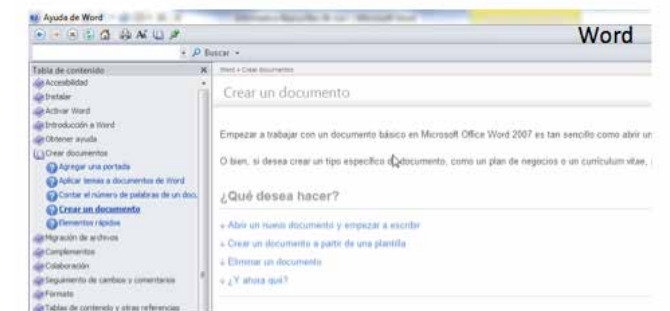 Ayuda de Word
Word
Buscar
Tabla de contenido
Word > Crear documentos
Accesibilidad
Instalar
Activar Word
Introducción a Word
Obtener ayuda
Crear documentos
Agregar una portada
Aplicar temas a documentos de Word
Contar el número de palabras de un doc.
Crear un documento
Elementos rápidos
Migración de archivos
Complementos
Colaboración
Seguimiento de cambios y comentarios
Formato
Tablas de contenido y otras referencias
Crear un documento
Empezar a trabajar con un documento básico en Microsoft Office Word 2007 es tan sencillo como abrir un
O bien, si desea crear un tipo específico documento, como un plan de negocios o un currículum vitae,
¿Qué desea hacer?
Abrir un nuevo documento y empezar a escribir
Crear un documento a partir de una plantilla
Eliminar un documento
¿Y ahora qué?